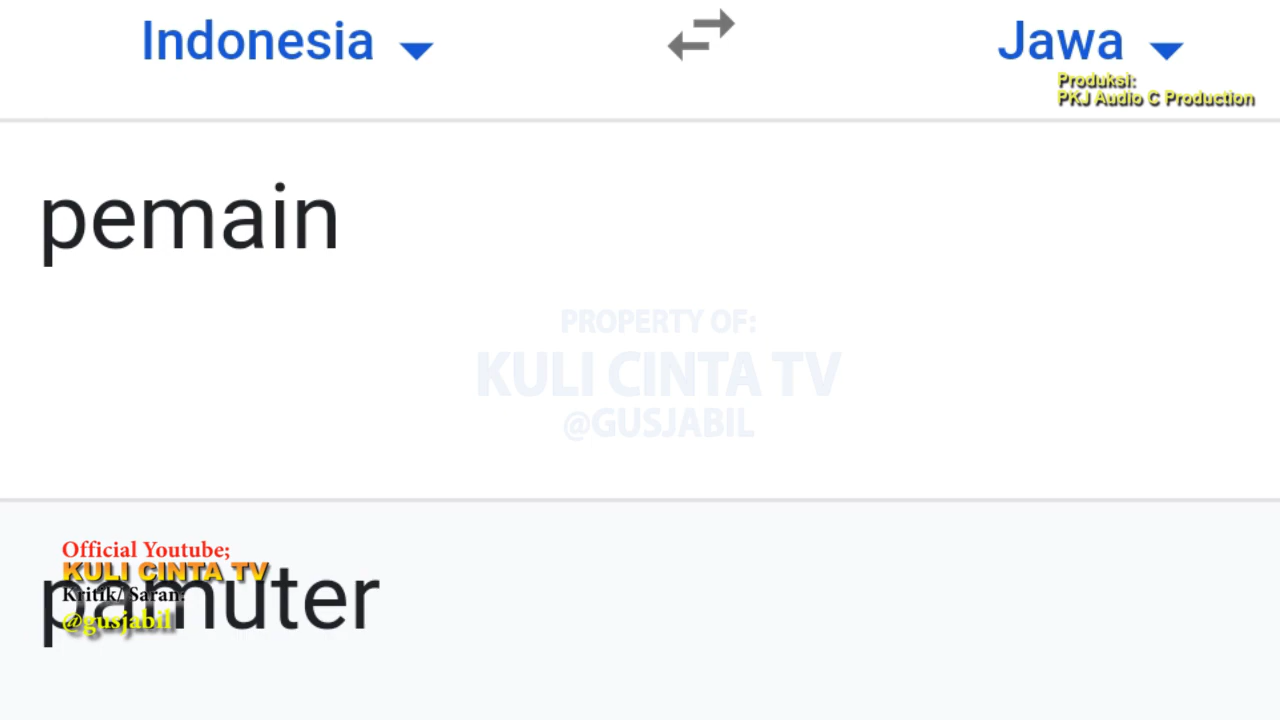 Indonesia
Jawa
Produksi:
PKJ Audio C Production
pemain
PROPERTY OF:
KULI CINTA TV
@GUSJABIL
Official Youtube;
KULI CINTA TV
pamuter
Kritik/ Saran:
@gusjabil